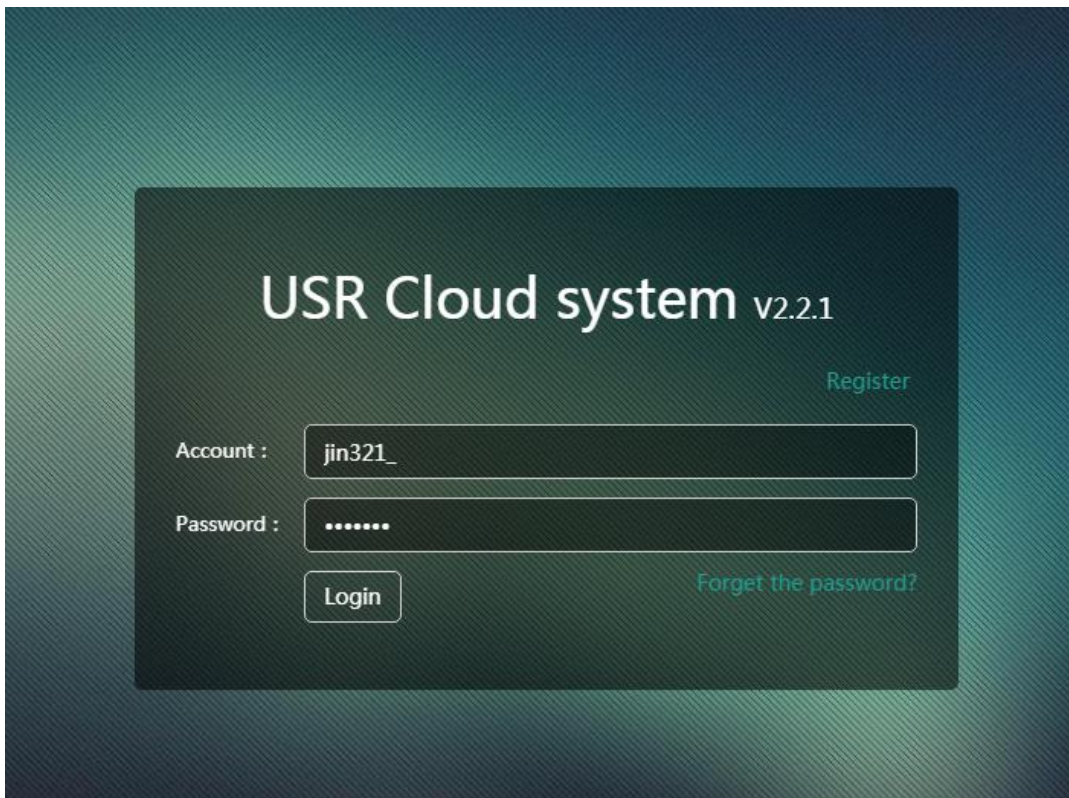 USR Cloud system V2.2.1
Register
Account : jin321_
Password : •••••••
Login
Forget the password?